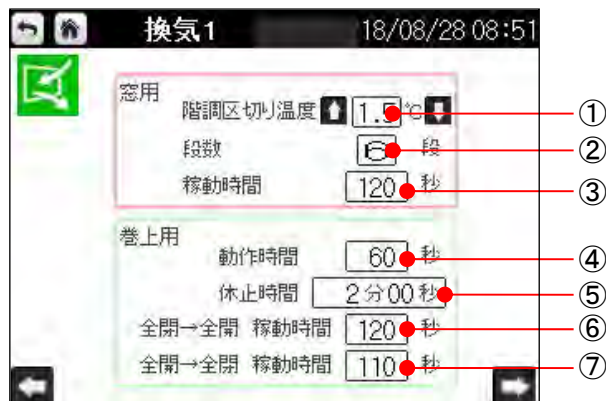 換気1 18/08/28 08:51
窓用
階調区切り温度 1.5 ℃ ①
段数 6 段 ②
稼動時間 120 秒 ③
巻上用
動作時間 60 秒 ④
休止時間 2分00秒 ⑤
全閉→全開 稼動時間 120 秒 ⑥
全開→全閉 稼動時間 110 秒 ⑦